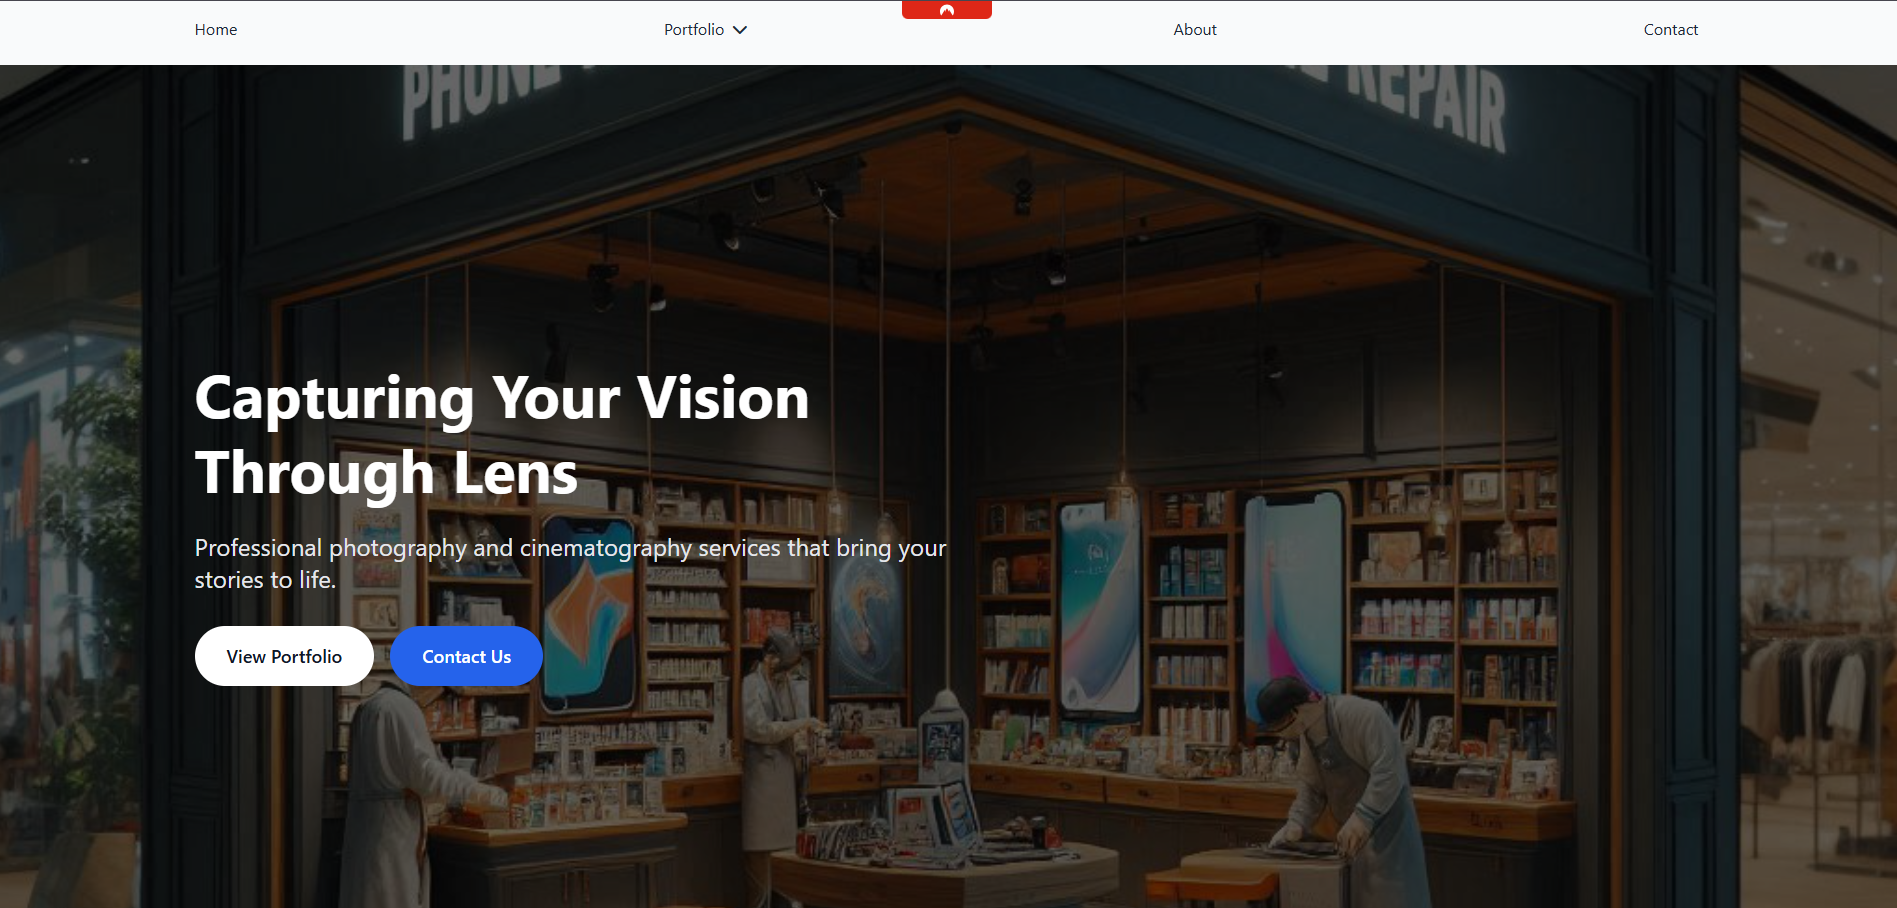 Home
Portfolio
About
Contact
PHONE
REPAIR
Capturing Your Vision
Through Lens
Professional photography and cinematography services that bring your
stories to life.
View Portfolio
Contact Us